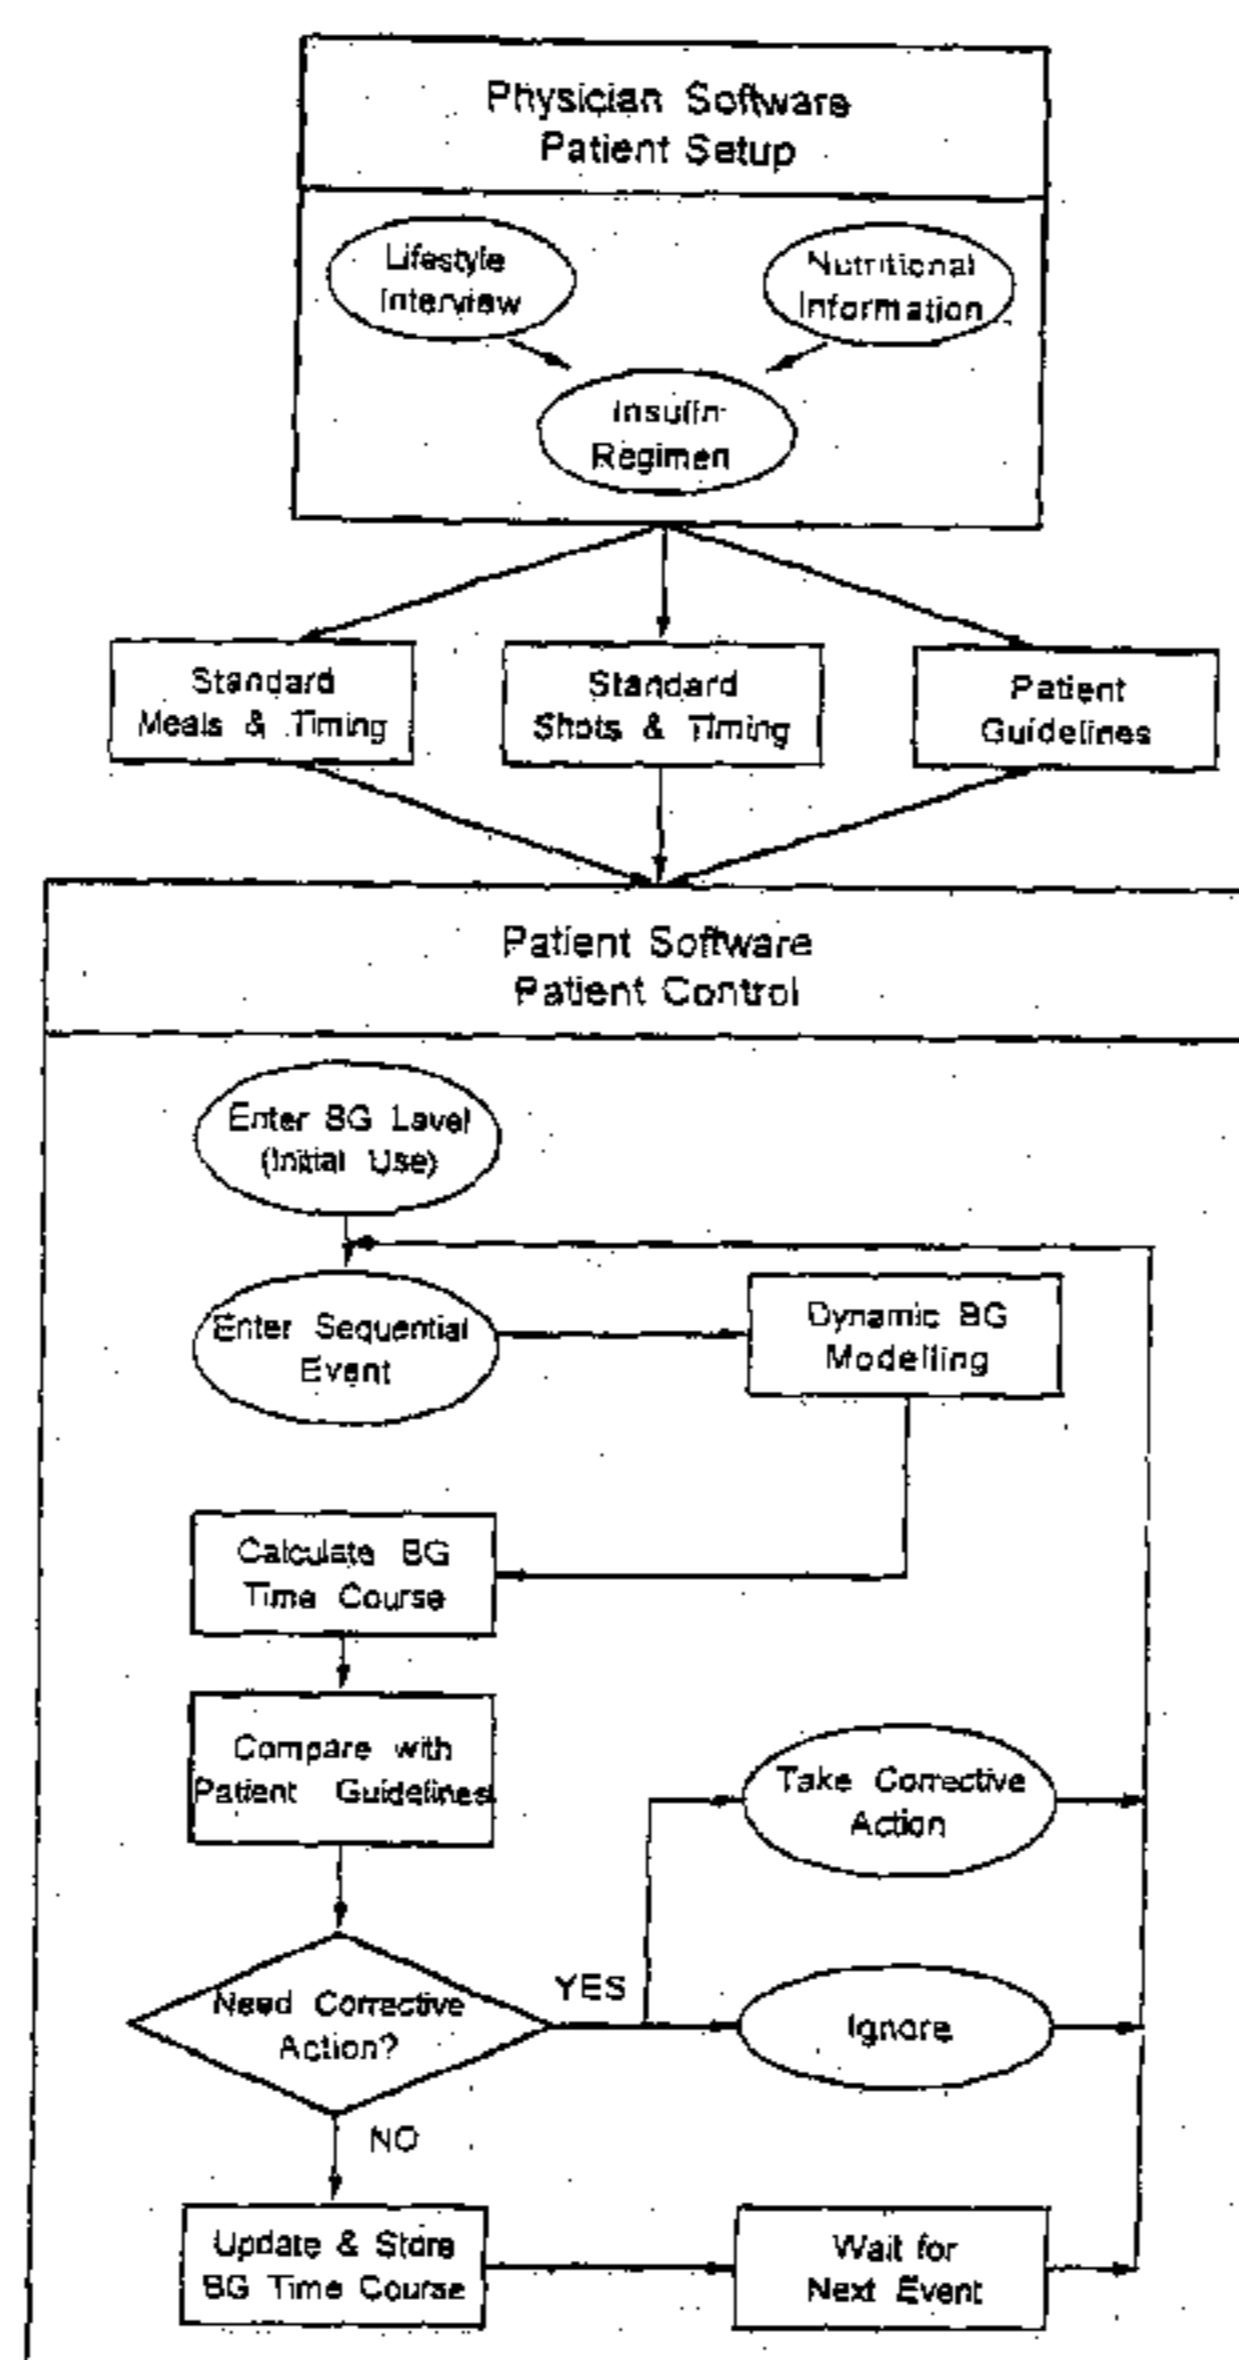 Physician Software
Patient Setup
Lifestyle
Interview
Nutritional
Information
Insulin
Regimen
Standard
Meals & Timing
Standard
Shots & Timing
Patient
Guidelines
Patient Software
Patient Control
Enter BG Level
(Initial Use)
Enter Sequential
Event
Dynamic BG
Modelling
Calculate BG
Time Course
Compare with
Patient Guidelines
Take Corrective
Action
Need Corrective
Action?
YES
Ignore
NO
Update & Store
BG Time Course
Wait for
Next Event